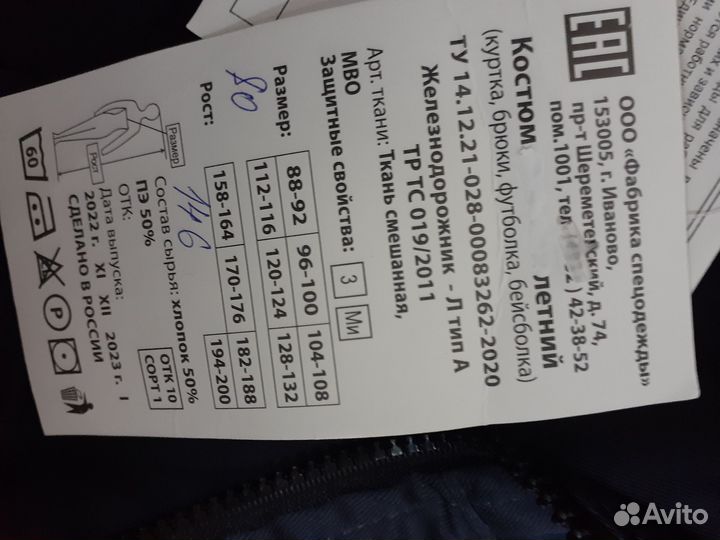 EAC
ООО «Фабрика спецодежды»
153005, г. Иваново,
пр-т Шереметевский, д. 74,
пом.1001, тел. ) 42-38-52
Костюм летний
(куртка, брюки, футболка, бейсболка)
ТУ 14.12.21-028-00083262-2020
Железнодорожник - Л тип А
ТР ТС 019/2011
Арт. ткани: Ткань смешанная,
МВО
Защитные свойства: З Ми
Размер: 88-92 96-100 104-108
80 112-116 120-124 128-132
Рост: 158-164 170-176 182-188
146 194-200
Размер
Рост
Состав сырья: хлопок 50%
ПЭ 50%
ОТК: ОТК 10
СОРТ 1
Дата выпуска:
2022 г. XI XII 2023 г. I
СДЕЛАНО В РОССИИ
60
P
Avito